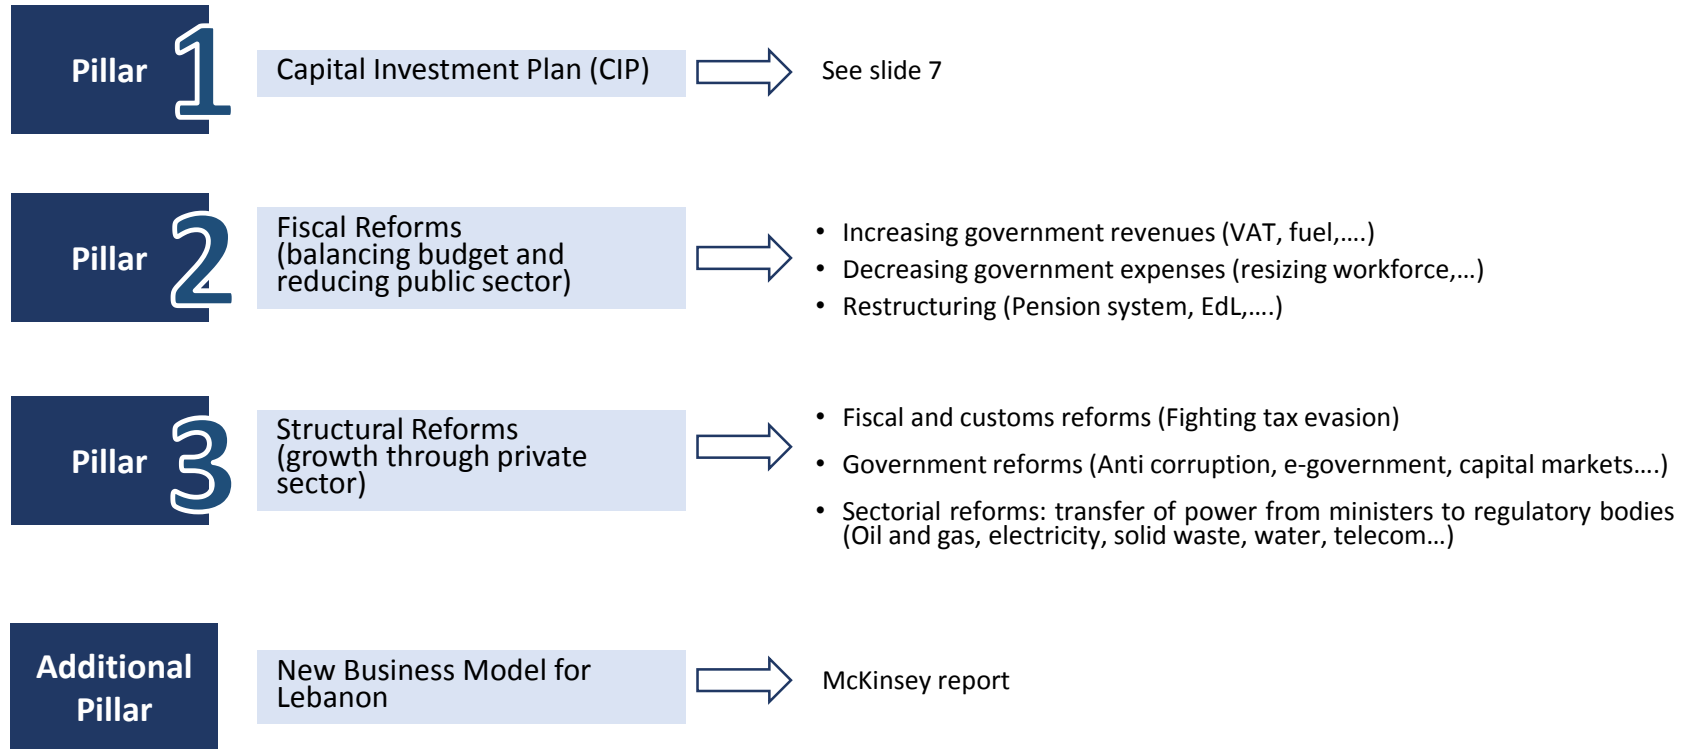 Pillar 1
Capital Investment Plan (CIP)
See slide 7
Pillar 2
Fiscal Reforms
(balancing budget and
reducing public sector)
• Increasing government revenues (VAT, fuel,….)
• Decreasing government expenses (resizing workforce,…)
• Restructuring (Pension system, EdL,….)
Pillar 3
Structural Reforms
(growth through private
sector)
• Fiscal and customs reforms (Fighting tax evasion)
• Government reforms (Anti corruption, e-government, capital markets….)
• Sectorial reforms: transfer of power from ministers to regulatory bodies
(Oil and gas, electricity, solid waste, water, telecom…)
Additional
Pillar
New Business Model for
Lebanon
McKinsey report